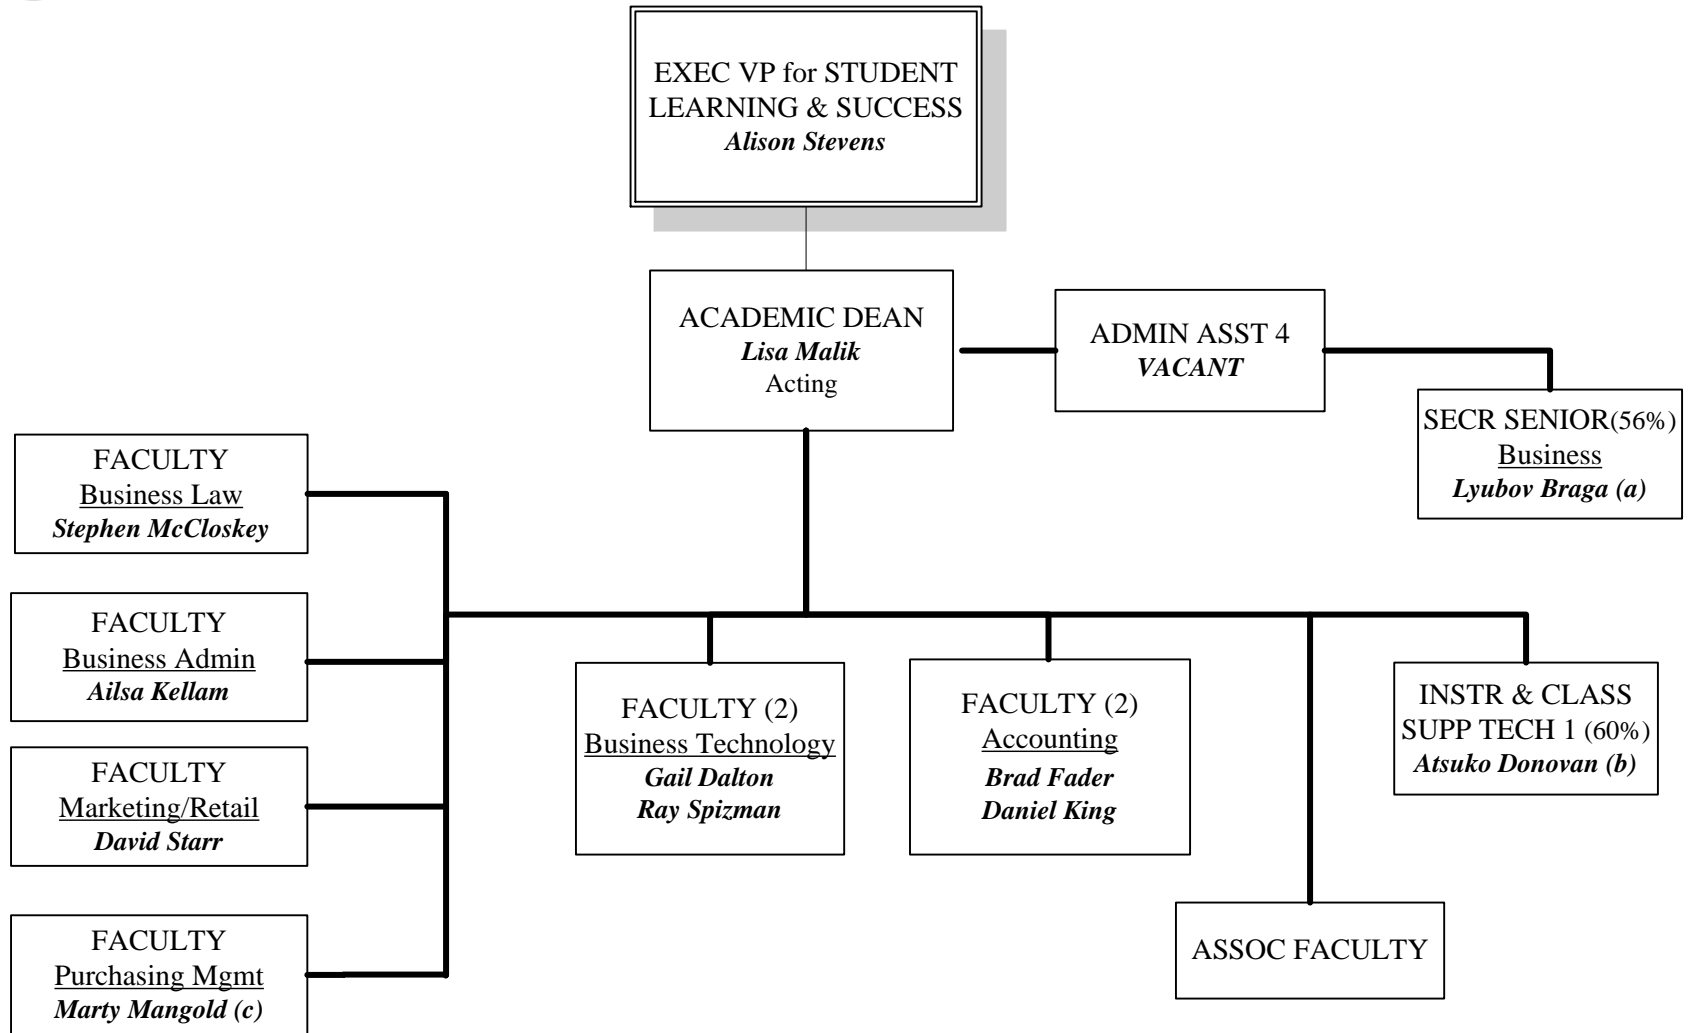 EXEC VP for STUDENT
LEARNING & SUCCESS
Alison Stevens
ACADEMIC DEAN
Lisa Malik
Acting
ADMIN ASST 4
VACANT
SECR SENIOR(56%)
Business
Lyubov Braga (a)
FACULTY
Business Law
Stephen McCloskey
FACULTY
Business Admin
Ailsa Kellam
FACULTY
Marketing/Retail
David Starr
FACULTY
Purchasing Mgmt
Marty Mangold (c)
FACULTY (2)
Business Technology
Gail Dalton
Ray Spizman
FACULTY (2)
Accounting
Brad Fader
Daniel King
ASSOC FACULTY
INSTR & CLASS
SUPP TECH 1 (60%)
Atsuko Donovan (b)